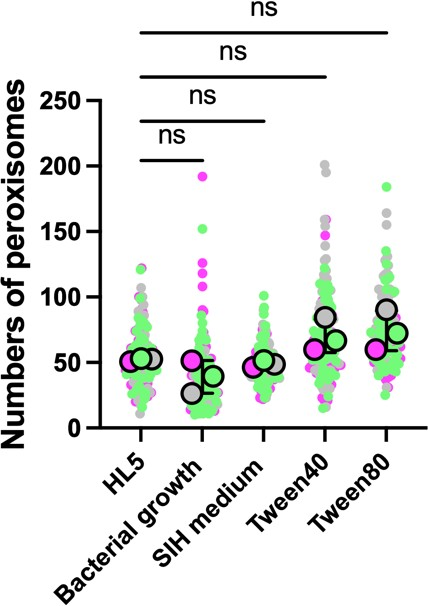 ns
ns
ns
ns
Numbers of peroxisomes
250
200
150
100
50
0
HL5
Bacterial growth
SIH medium
Tween40
Tween80